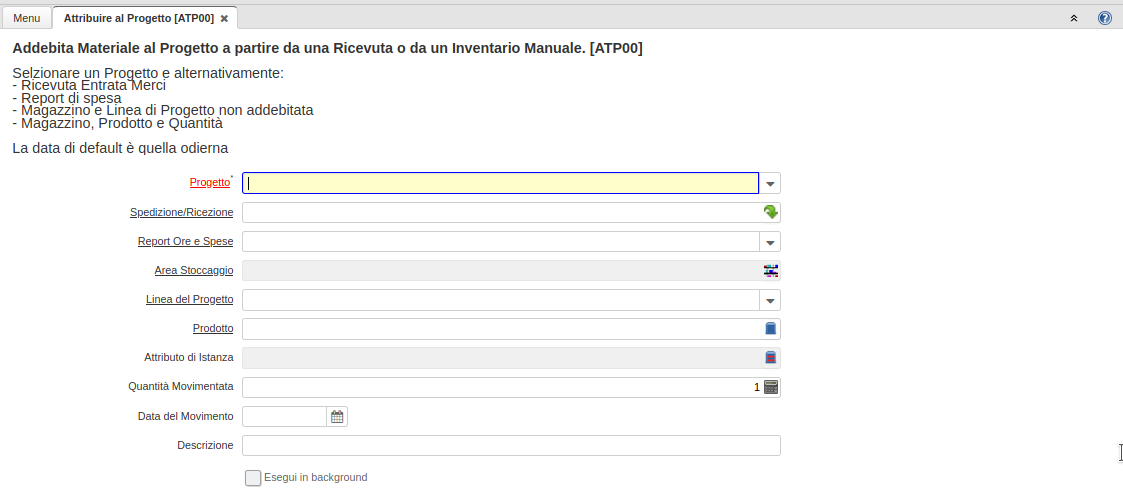 Menu
Attribuire al Progetto [ATP00]
Addebita Materiale al Progetto a partire da una Ricevuta o da un Inventario Manuale. [ATP00]
Selzionare un Progetto e alternativamente:
- Ricevuta Entrata Merci
- Report di spesa
- Magazzino e Linea di Progetto non addebitata
- Magazzino, Prodotto e Quantità
La data di default è quella odierna
Progetto*
Spedizione/Ricezione
Report Ore e Spese
Area Stoccaggio
Linea del Progetto
Prodotto
Attributo di Istanza
Quantità Movimentata 1
Data del Movimento
Descrizione
Esegui in background